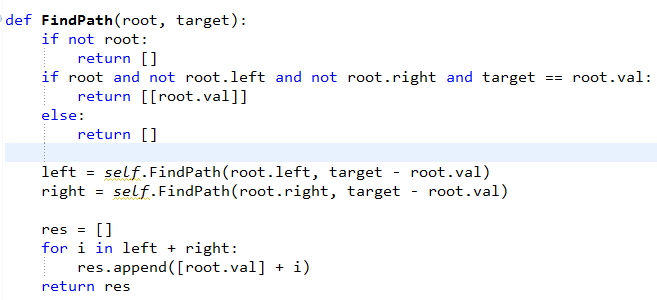 def FindPath(root, target):
    if not root:
        return []
    if root and not root.left and not root.right and target == root.val:
        return [[root.val]]
    else:
        return []

    left = self.FindPath(root.left, target - root.val)
    right = self.FindPath(root.right, target - root.val)

    res = []
    for i in left + right:
        res.append([root.val] + i)
    return res